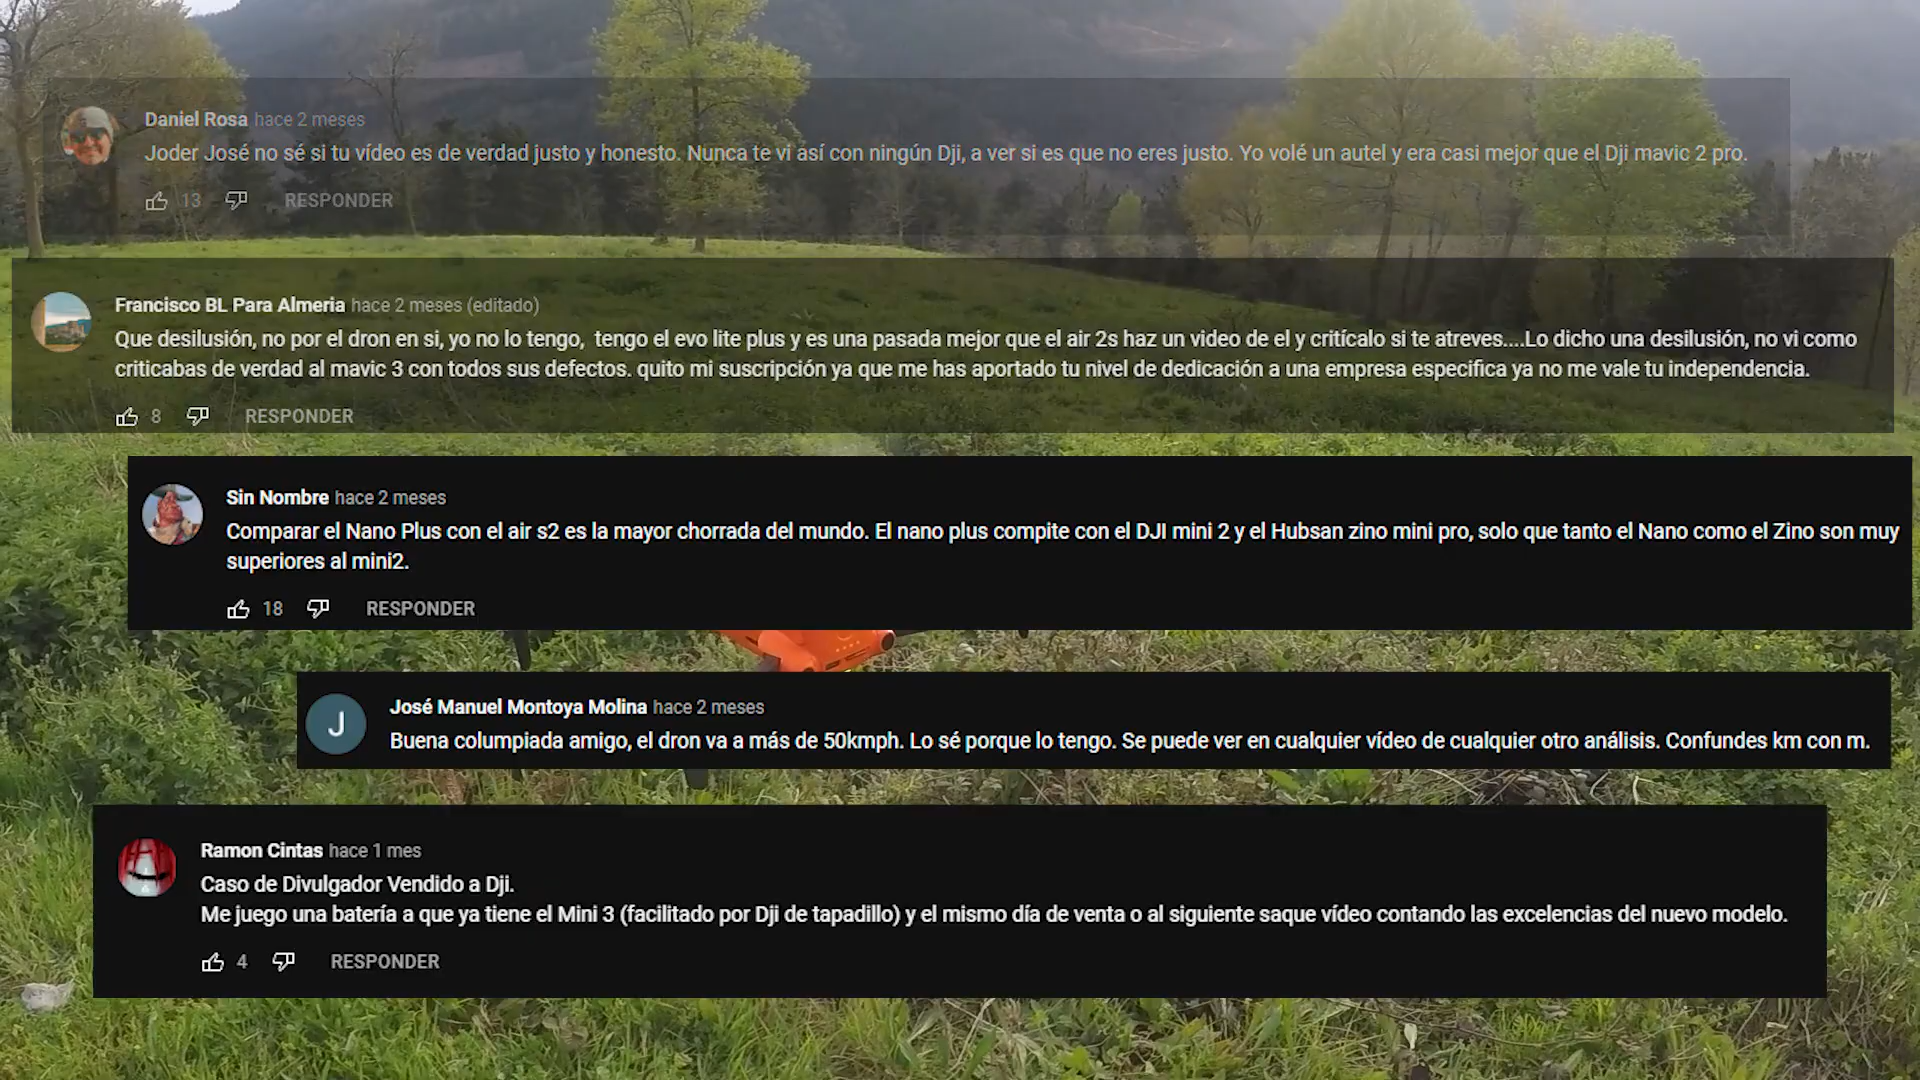 Daniel Rosa hace 2 meses
Joder José no sé si tu vídeo es de verdad justo y honesto. Nunca te vi así con ningún Dji, a ver si es que no eres justo. Yo volé un autel y era casi mejor que el Dji mavic 2 pro.
13 RESPONDER
Francisco BL Para Almeria hace 2 meses (editado)
Que desilusión, no por el dron en si, yo no lo tengo,  tengo el evo lite plus y es una pasada mejor que el air 2s haz un video de el y critícalo si te atreves....Lo dicho una desilusión, no vi como
criticabas de verdad al mavic 3 con todos sus defectos. quito mi suscripción ya que me has aportado tu nivel de dedicación a una empresa especifica ya no me vale tu independencia.
8 RESPONDER
Sin Nombre hace 2 meses
Comparar el Nano Plus con el air s2 es la mayor chorrada del mundo. El nano plus compite con el DJI mini 2 y el Hubsan zino mini pro, solo que tanto el Nano como el Zino son muy
superiores al mini2.
18 RESPONDER
J
José Manuel Montoya Molina hace 2 meses
Buena columpiada amigo, el dron va a más de 50kmph. Lo sé porque lo tengo. Se puede ver en cualquier vídeo de cualquier otro análisis. Confundes km con m.
Ramon Cintas hace 1 mes
Caso de Divulgador Vendido a Dji.
Me juego una batería a que ya tiene el Mini 3 (facilitado por Dji de tapadillo) y el mismo día de venta o al siguiente saque vídeo contando las excelencias del nuevo modelo.
4 RESPONDER